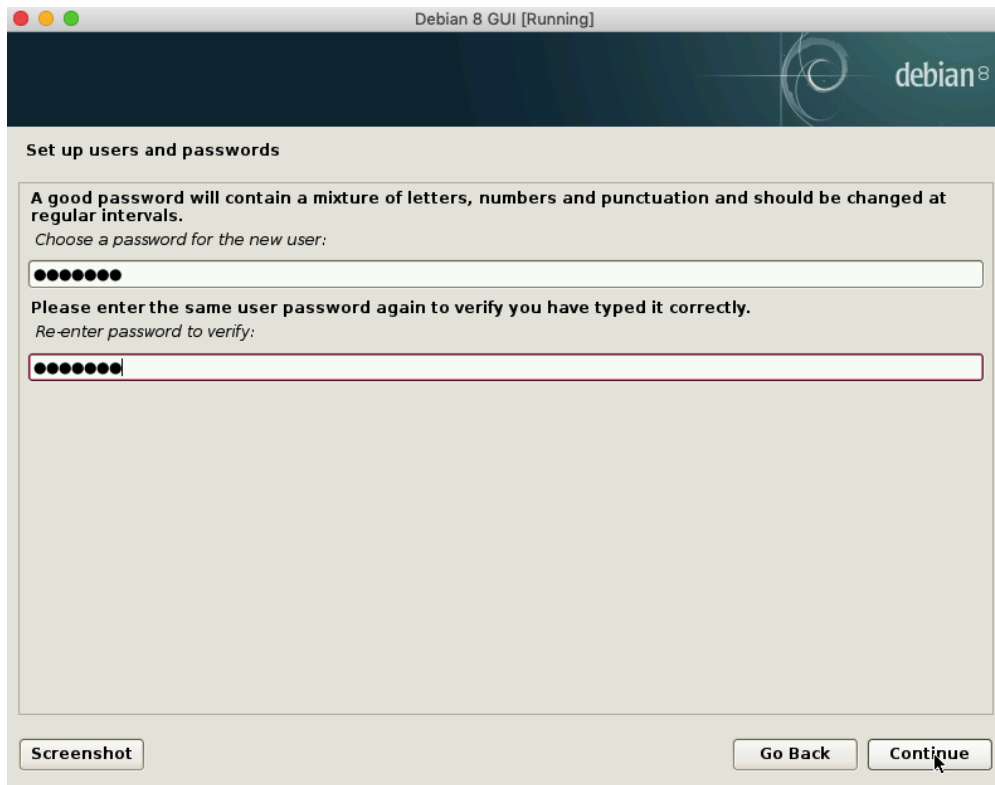 Debian 8 GUI [Running]
debian 8
Set up users and passwords
A good password will contain a mixture of letters, numbers and punctuation and should be changed at
regular intervals.
Choose a password for the new user:
●●●●●●●
Please enter the same user password again to verify you have typed it correctly.
Re-enter password to verify:
●●●●●●●
Screenshot
Go Back
Continue